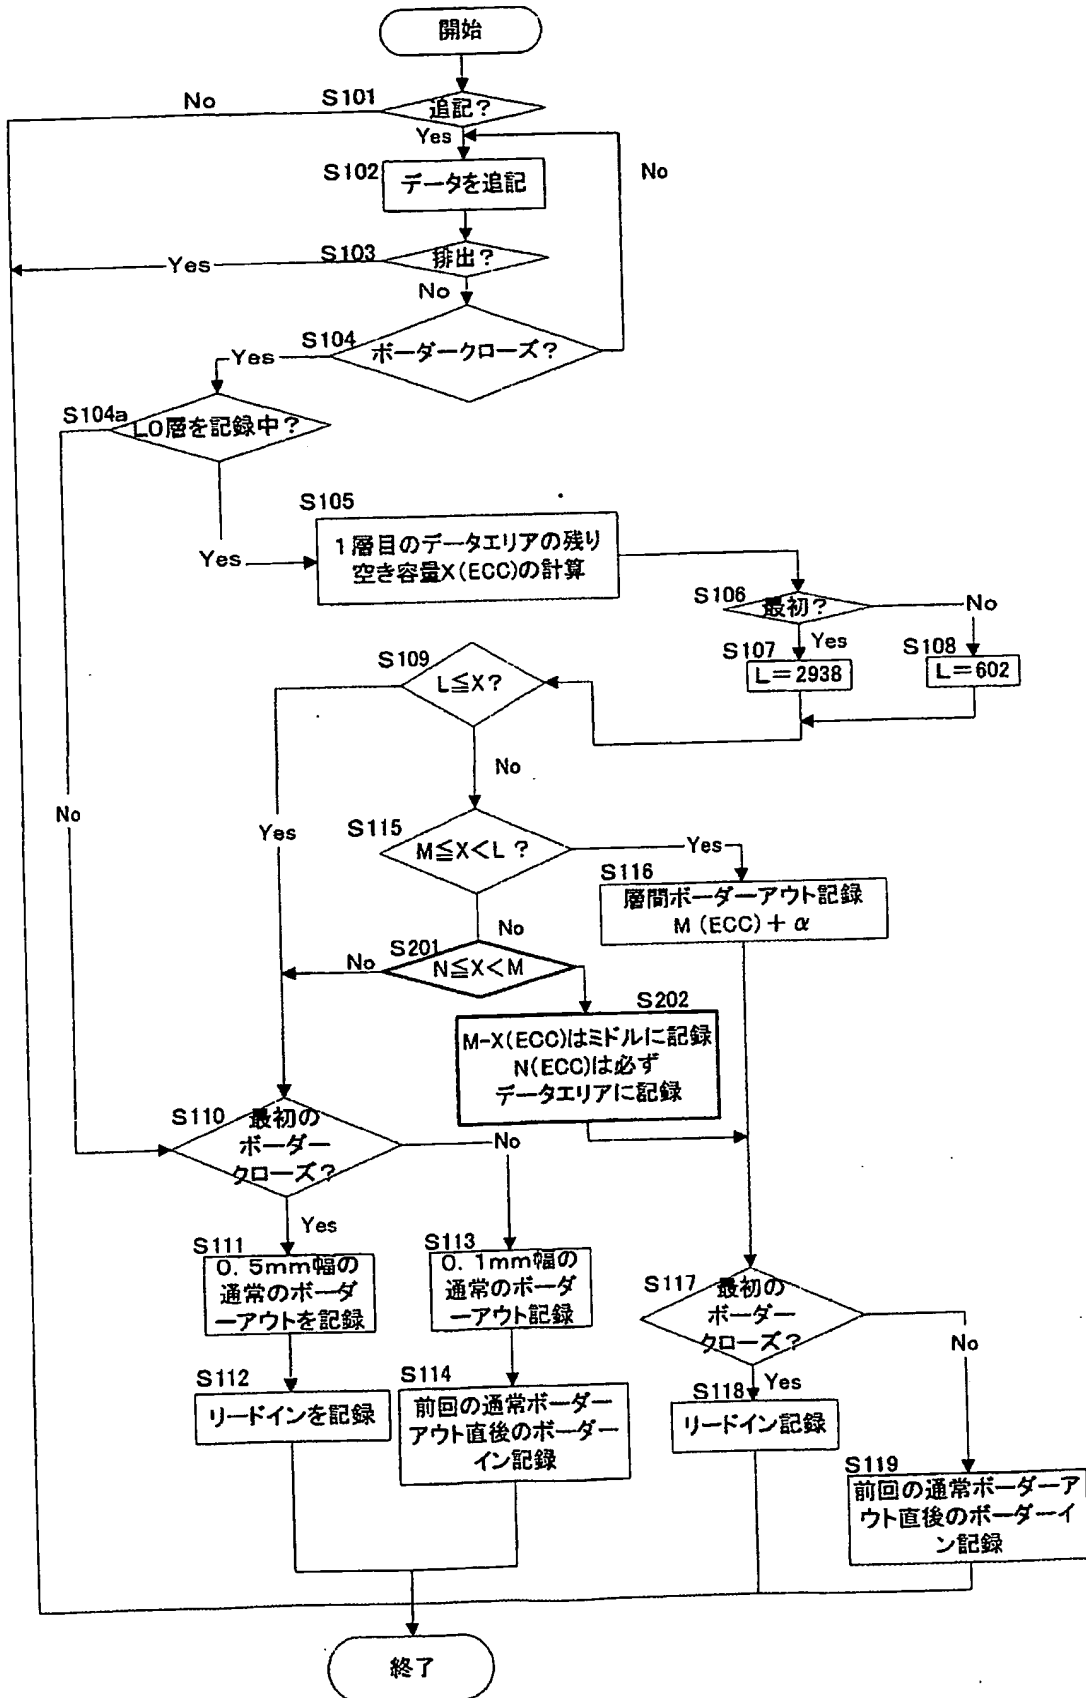 開始
No
S101
追記？
Yes
S102
データを追記
No
S103
排出？
Yes
No
S104
ボーダークローズ？
Yes
S104a
L0層を記録中？
S105
Yes
1層目のデータエリアの残り
空き容量X(ECC)の計算
S106
最初？
No
Yes
S107
L＝2938
S108
L＝602
S109
L≦X？
No
No
Yes
S115
M≦X＜L？
Yes
S116
層間ボーダーアウト記録
M(ECC)＋α
No
S201
No
N≦X＜M
S202
M-X(ECC)はミドルに記録
N(ECC)は必ず
データエリアに記録
S110
最初の
ボーダー
クローズ？
No
Yes
S111
0.5mm幅の
通常のボーダ
ーアウトを記録
S113
0.1mm幅の
通常のボーダ
ーアウト記録
S117
最初の
ボーダー
クローズ？
No
Yes
S112
リードインを記録
S114
前回の通常ボーダー
アウト直後のボーダー
イン記録
S118
リードイン記録
S119
前回の通常ボーダーア
ウト直後のボーダーイ
ン記録
終了